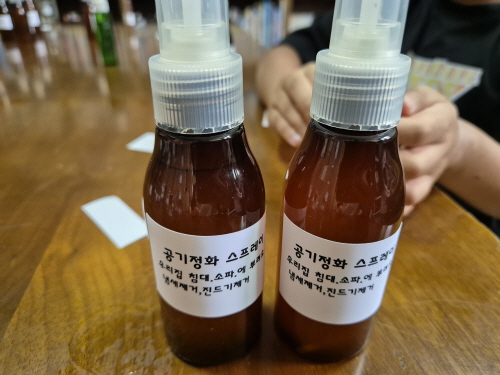 공기정화 스프레이
우리집 침대.소파.에 뿌려
냄새제거,진드기제거
공기정화 스프레이
우리집 침대.소파.에 뿌려
냄새제거,진드기제거